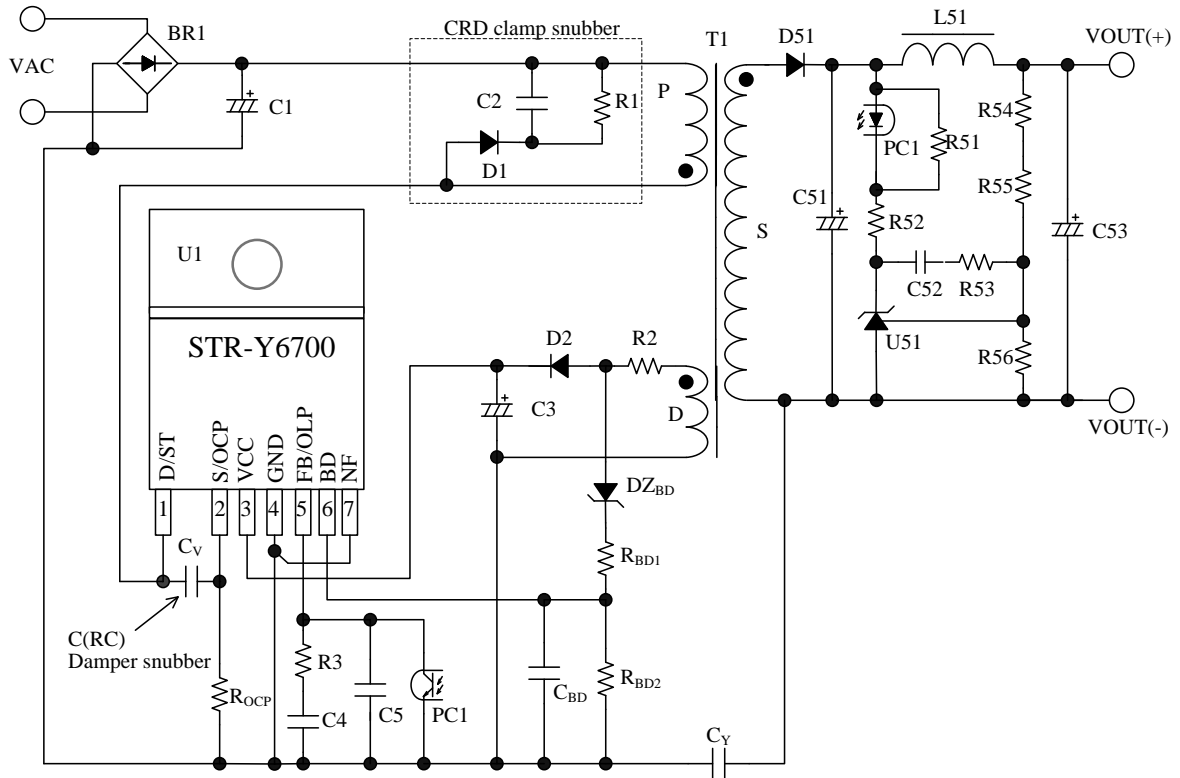 CRD clamp snubber
BR1
VAC
C1
C2
R1
D1
P
T1
D51
L51
VOUT(+)
PC1
R51
R54
R55
C51
R52
S
C53
C52
R53
U51
R56
VOUT(-)
U1
STR-Y6700
D/ST
S/OCP
VCC
GND
FB/OLP
BD
NF
1
2
3
4
5
6
7
D2
R2
C3
D
DZBD
RBD1
CV
C(RC)
Damper snubber
ROCP
R3
C4
C5
PC1
CBD
RBD2
CY
+
+
+
+
+